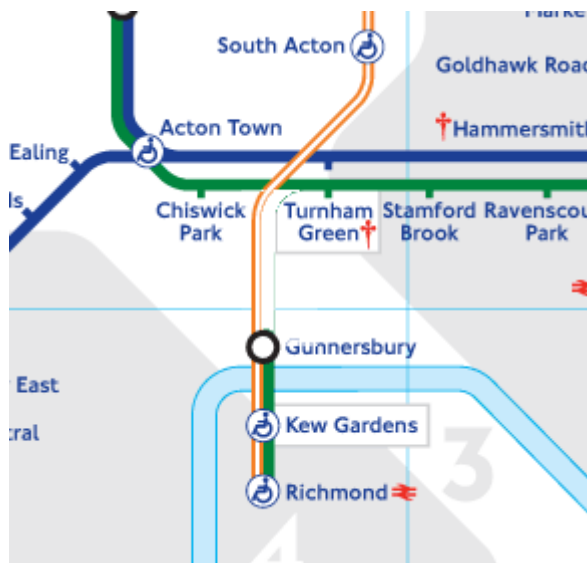 South Acton
Goldhawk Road
Acton Town
Hammersmith
Ealing
Chiswick
Park
Turnham
Green
Stamford
Brook
Ravenscou
Park
Gunnersbury
East
Kew Gardens
3
Richmond
4